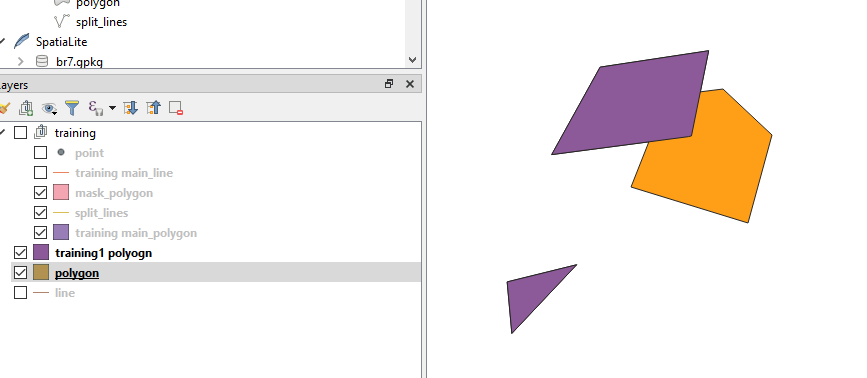 polygon
split_lines
SpatiaLite
br7.gpkg
ayers
training
point
training main_line
mask_polygon
split_lines
training main_polygon
training1 polyogn
polygon
line